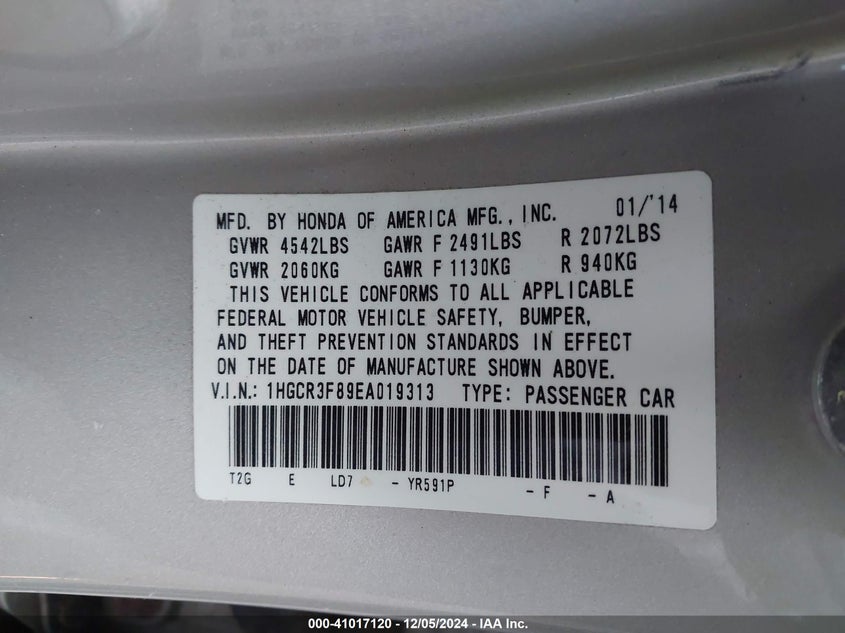 MFD. BY HONDA OF AMERICA MFG., INC. 01/'14
GVWR 4542LBS GAWR F 2491LBS R 2072LBS
GVWR 2060KG GAWR F 1130KG R 940KG
THIS VEHICLE CONFORMS TO ALL APPLICABLE
FEDERAL MOTOR VEHICLE SAFETY, BUMPER,
AND THEFT PREVENTION STANDARDS IN EFFECT
ON THE DATE OF MANUFACTURE SHOWN ABOVE.
V.I.N.: 1HGCR3F89EA019313 TYPE: PASSENGER CAR
T2G E LD7 - YR591P - F - A
000-41017120 - 12/05/2024 - IAA Inc.